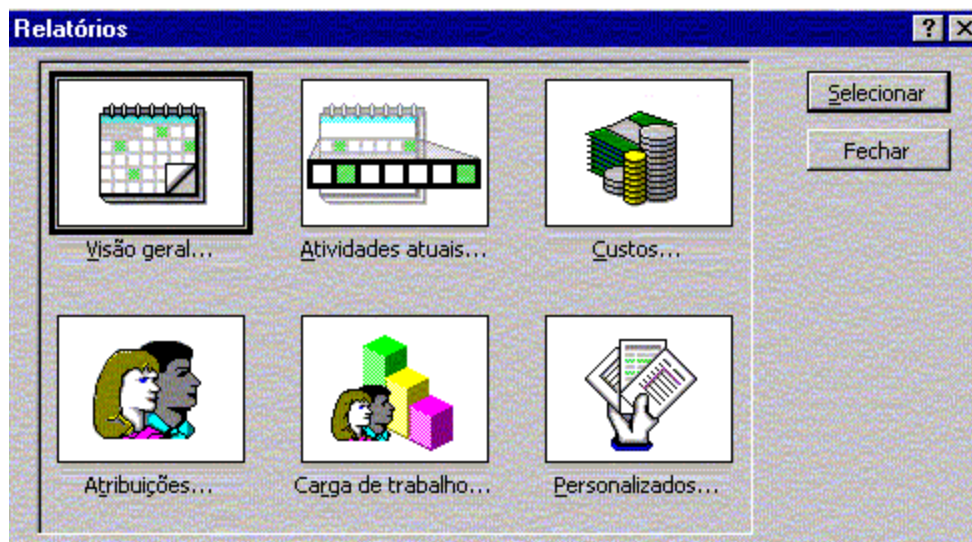 Relatórios
Selecionar
Fechar
Visão geral...
Atividades atuais...
Custos...
Atribuições...
Carga de trabalho...
Personalizados...